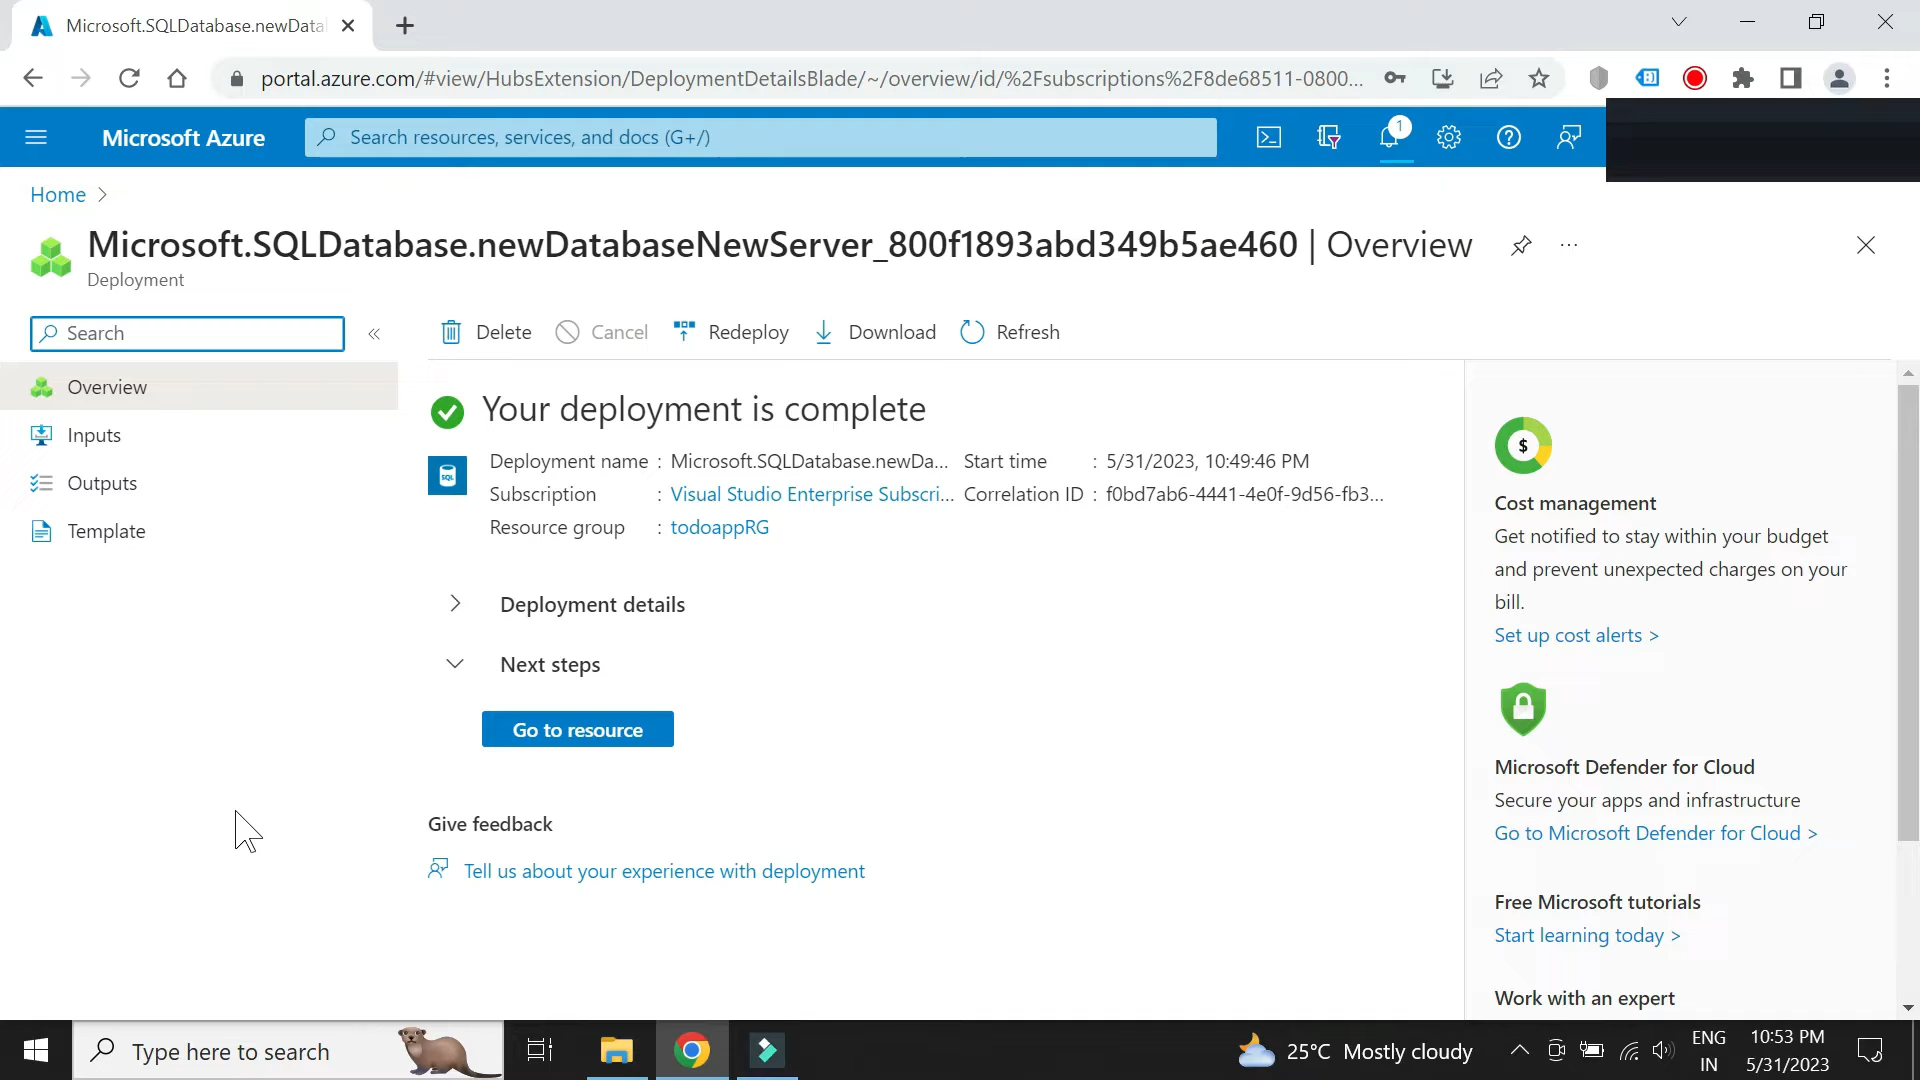 Microsoft.SQLDatabase.newData
portal.azure.com/#view/HubsExtension/DeploymentDetailsBlade/~/overview/id/%2Fsubscriptions%2F8de68511-0800...
Microsoft Azure
Search resources, services, and docs (G+/)
1
Home >
Microsoft.SQLDatabase.newDatabaseNewServer_800f1893abd349b5ae460 | Overview
Deployment
Search
«
Delete Cancel Redeploy Download Refresh
Overview
Inputs
Outputs
Template
Your deployment is complete
SQL
Deployment name : Microsoft.SQLDatabase.newDa... Start time : 5/31/2023, 10:49:46 PM
Subscription : Visual Studio Enterprise Subscri... Correlation ID : f0bd7ab6-4441-4e0f-9d56-fb3...
Resource group : todoappRG
Deployment details
Next steps
Go to resource
Give feedback
Tell us about your experience with deployment
$
Cost management
Get notified to stay within your budget
and prevent unexpected charges on your
bill.
Set up cost alerts >
Microsoft Defender for Cloud
Secure your apps and infrastructure
Go to Microsoft Defender for Cloud >
Free Microsoft tutorials
Start learning today >
Work with an expert
Type here to search
25°C Mostly cloudy
ENG
IN
10:53 PM
5/31/2023